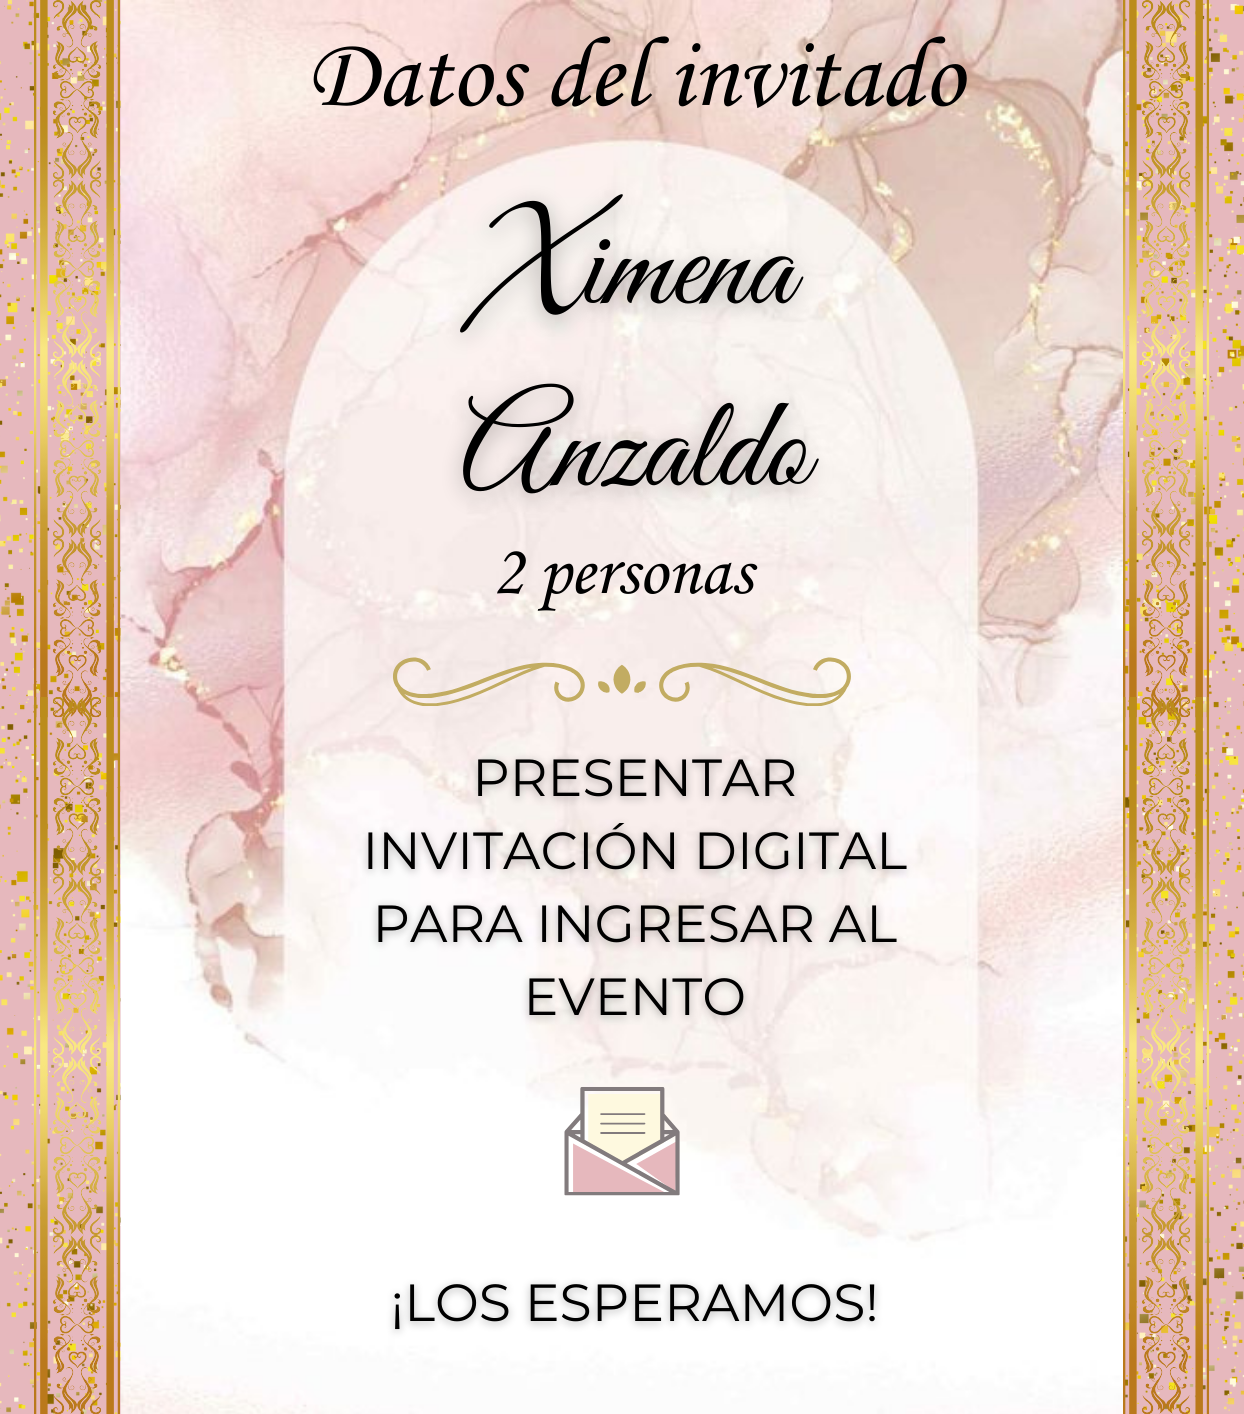 Datos del invitado
Ximena
Anzaldo
2 personas
PRESENTAR
INVITACIÓN DIGITAL
PARA INGRESAR AL
EVENTO
¡LOS ESPERAMOS!